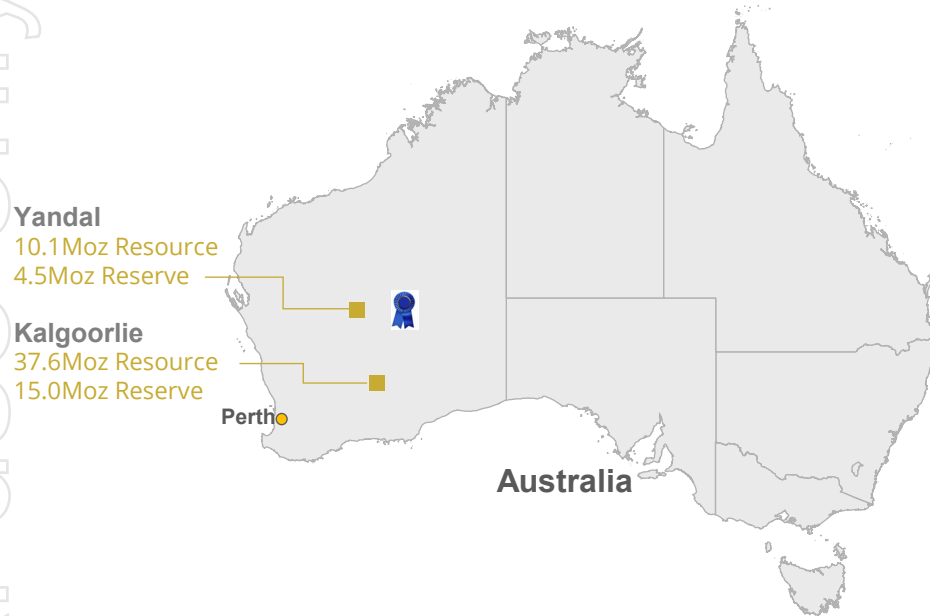 Yandal
10.1Moz Resource
4.5Moz Reserve
Kalgoorlie
37.6Moz Resource
15.0Moz Reserve
Perth
Australia